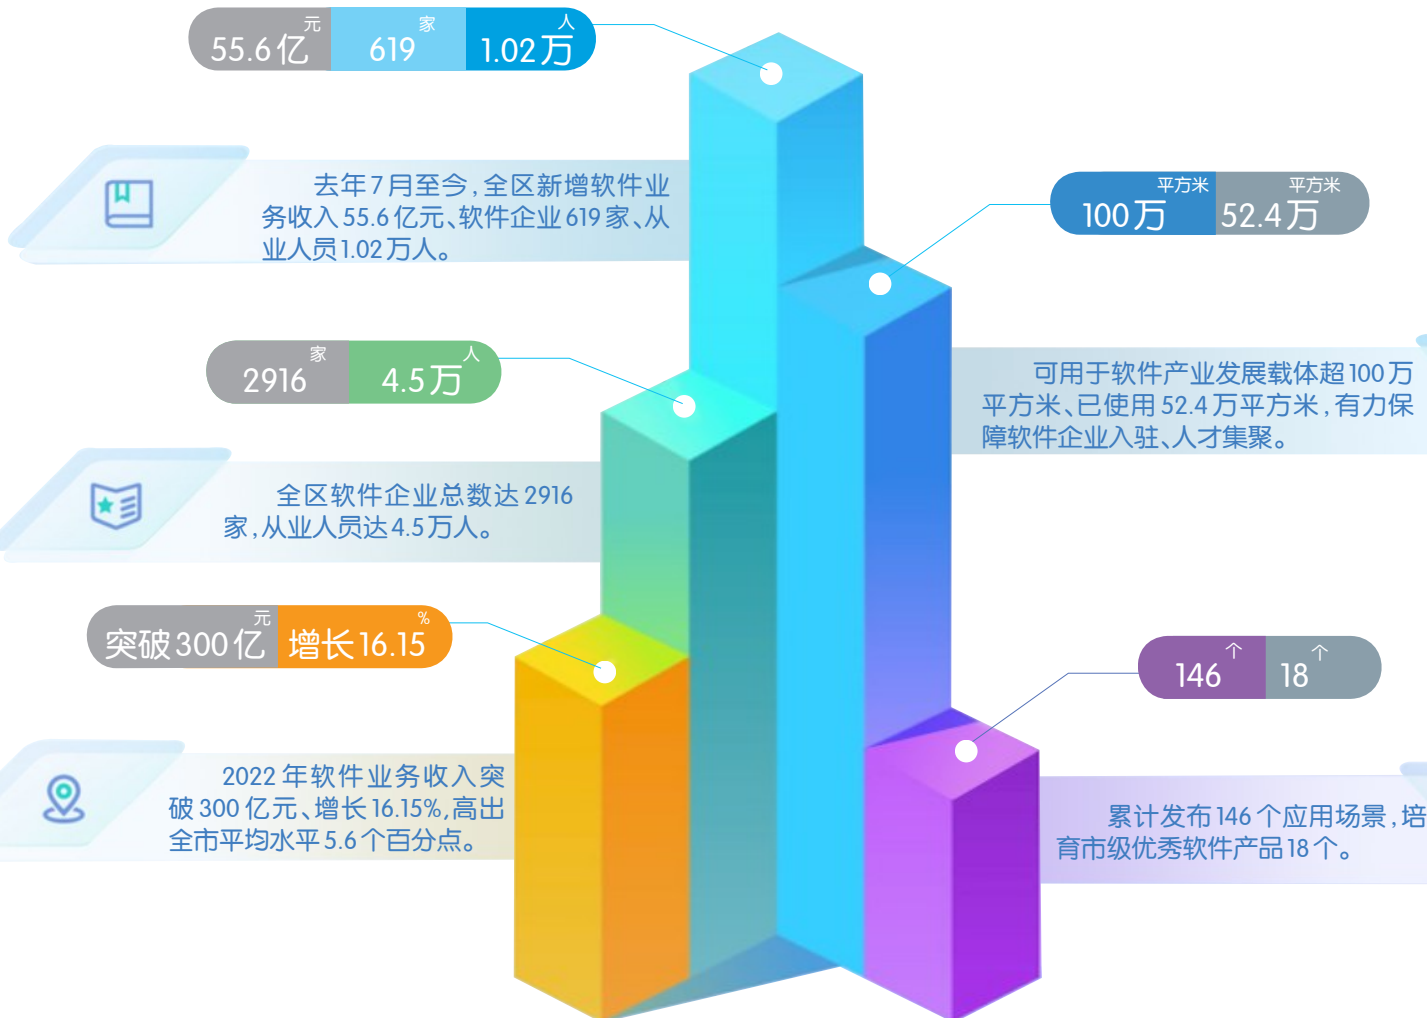 元 家 人
55.6亿 619 1.02万
去年7月至今,全区新增软件业
务收入55.6亿元、软件企业619家、从
业人员1.02万人。
平方米 平方米
100万 52.4万
可用于软件产业发展载体超100万
平方米、已使用52.4万平方米,有力保
障软件企业入驻、人才集聚。
家 人
2916 4.5万
全区软件企业总数达2916
家,从业人员达4.5万人。
元 %
突破300亿 增长16.15
2022年软件业务收入突
破300亿元、增长16.15%,高出
全市平均水平5.6个百分点。
个 个
146 18
累计发布146个应用场景,培
育市级优秀软件产品18个。